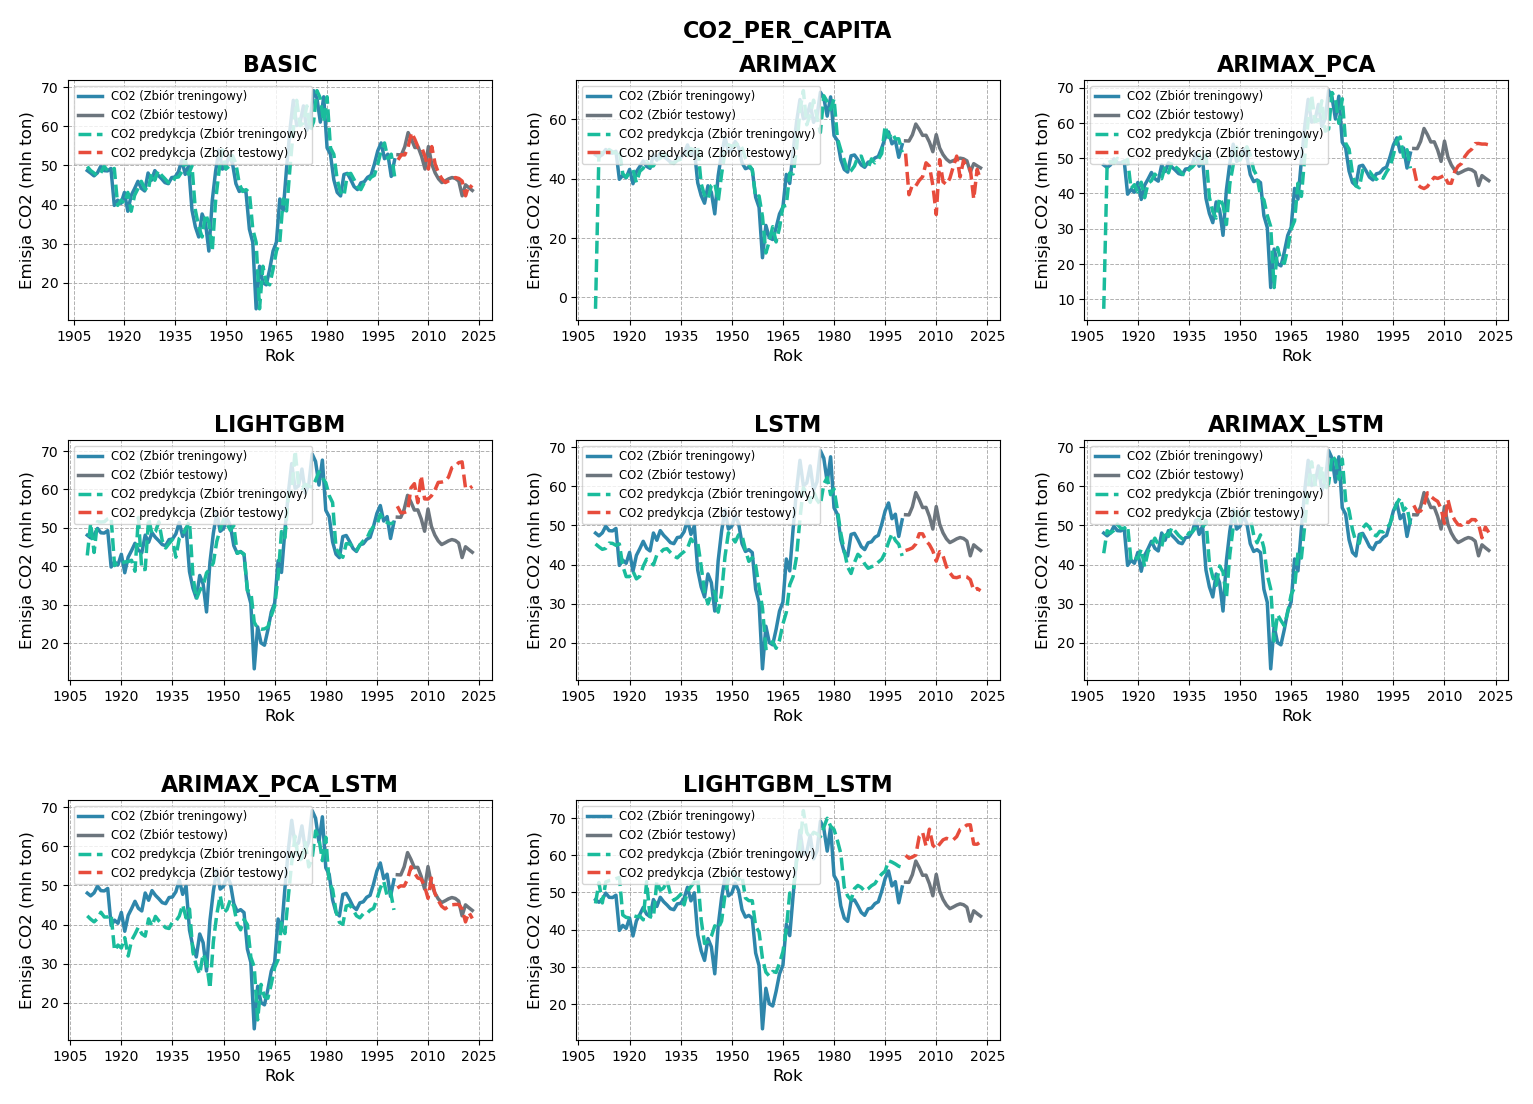 CO2_PER_CAPITA
BASIC
Emisja CO2 (mln ton)
70
60
50
40
30
20
CO2 (Zbiór treningowy)
CO2 (Zbiór testowy)
CO2 predykcja (Zbiór treningowy)
CO2 predykcja (Zbiór testowy)
1905 1920 1935 1950 1965 1980 1995 2010 2025
Rok
ARIMAX
Emisja CO2 (mln ton)
60
40
20
0
CO2 (Zbiór treningowy)
CO2 (Zbiór testowy)
CO2 predykcja (Zbiór treningowy)
CO2 predykcja (Zbiór testowy)
1905 1920 1935 1950 1965 1980 1995 2010 2025
Rok
ARIMAX_PCA
Emisja CO2 (mln ton)
70
60
50
40
30
20
10
CO2 (Zbiór treningowy)
CO2 (Zbiór testowy)
CO2 predykcja (Zbiór treningowy)
CO2 predykcja (Zbiór testowy)
1905 1920 1935 1950 1965 1980 1995 2010 2025
Rok
LIGHTGBM
Emisja CO2 (mln ton)
70
60
50
40
30
20
CO2 (Zbiór treningowy)
CO2 (Zbiór testowy)
CO2 predykcja (Zbiór treningowy)
CO2 predykcja (Zbiór testowy)
1905 1920 1935 1950 1965 1980 1995 2010 2025
Rok
LSTM
Emisja CO2 (mln ton)
70
60
50
40
30
20
CO2 (Zbiór treningowy)
CO2 (Zbiór testowy)
CO2 predykcja (Zbiór treningowy)
CO2 predykcja (Zbiór testowy)
1905 1920 1935 1950 1965 1980 1995 2010 2025
Rok
ARIMAX_LSTM
Emisja CO2 (mln ton)
70
60
50
40
30
20
CO2 (Zbiór treningowy)
CO2 (Zbiór testowy)
CO2 predykcja (Zbiór treningowy)
CO2 predykcja (Zbiór testowy)
1905 1920 1935 1950 1965 1980 1995 2010 2025
Rok
ARIMAX_PCA_LSTM
Emisja CO2 (mln ton)
70
60
50
40
30
20
CO2 (Zbiór treningowy)
CO2 (Zbiór testowy)
CO2 predykcja (Zbiór treningowy)
CO2 predykcja (Zbiór testowy)
1905 1920 1935 1950 1965 1980 1995 2010 2025
Rok
LIGHTGBM_LSTM
Emisja CO2 (mln ton)
70
60
50
40
30
20
CO2 (Zbiór treningowy)
CO2 (Zbiór testowy)
CO2 predykcja (Zbiór treningowy)
CO2 predykcja (Zbiór testowy)
1905 1920 1935 1950 1965 1980 1995 2010 2025
Rok